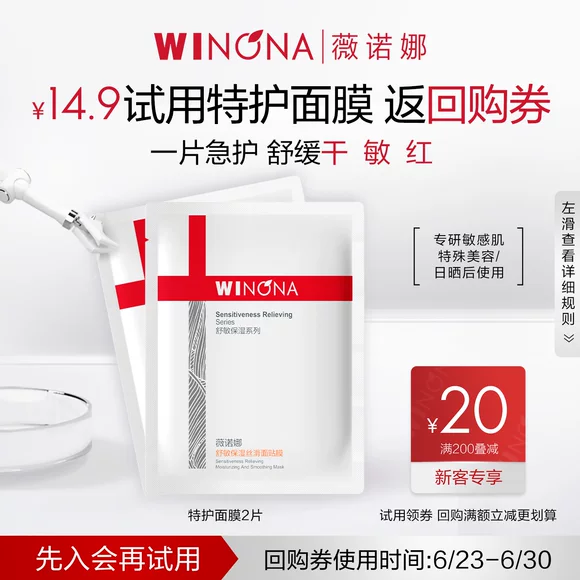 WINONA 薇诺娜
¥14.9试用特护面膜 返回购券
一片急护 舒缓干 敏 红
专研敏感肌
特殊美容/
日晒后使用
左滑查看详细规则
WINONA
Sensitiveness Relieving
Series
舒敏保湿系列
薇诺娜
舒敏保湿丝滑面贴膜
Sensitiveness Relieving
Moisturizing And Smoothing Mask
¥20
满200叠减
新客专享
特护面膜2片
试用领券 回购满额立减更划算
先入会再试用
回购券使用时间:6/23-6/30